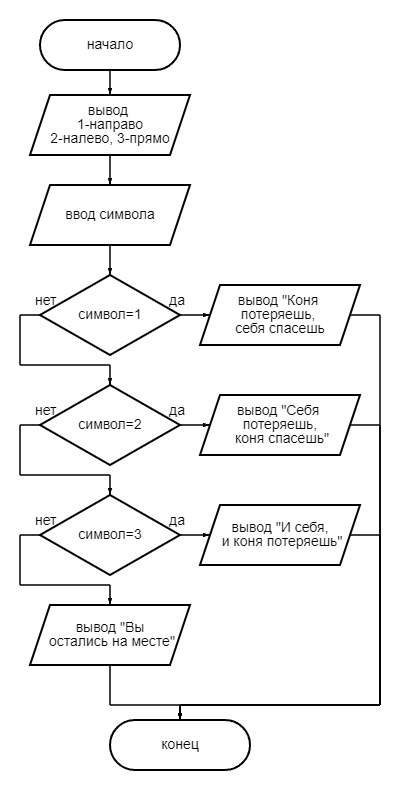 начало
вывод
1-направо
2-налево, 3-прямо
ввод символа
нет
символ=1
да
вывод "Коня
потеряешь,
себя спасешь
нет
символ=2
да
вывод "Себя
потеряешь,
коня спасешь"
нет
символ=3
да
вывод "И себя,
и коня потеряешь"
вывод "Вы
остались на месте"
конец